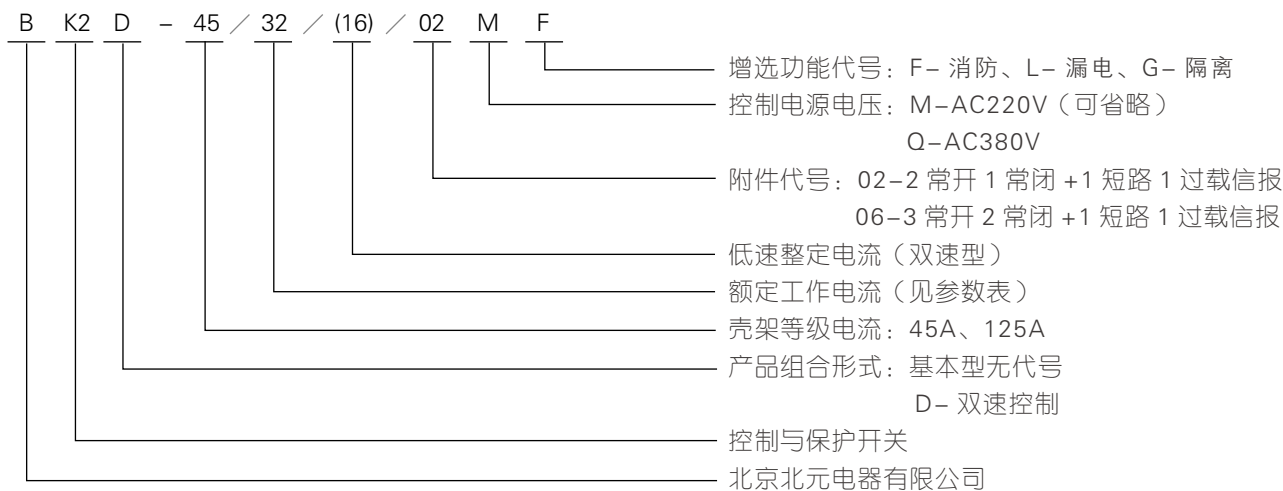 B K2 D – 45 / 32 / (16) / 02 M F
增选功能代号：F– 消防、L– 漏电、G– 隔离
控制电源电压：M–AC220V（可省略）
Q–AC380V
附件代号：02–2 常开 1 常闭 +1 短路 1 过载信报
06–3 常开 2 常闭 +1 短路 1 过载信报
低速整定电流（双速型）
额定工作电流（见参数表）
壳架等级电流：45A、125A
产品组合形式：基本型无代号
D– 双速控制
控制与保护开关
北京北元电器有限公司